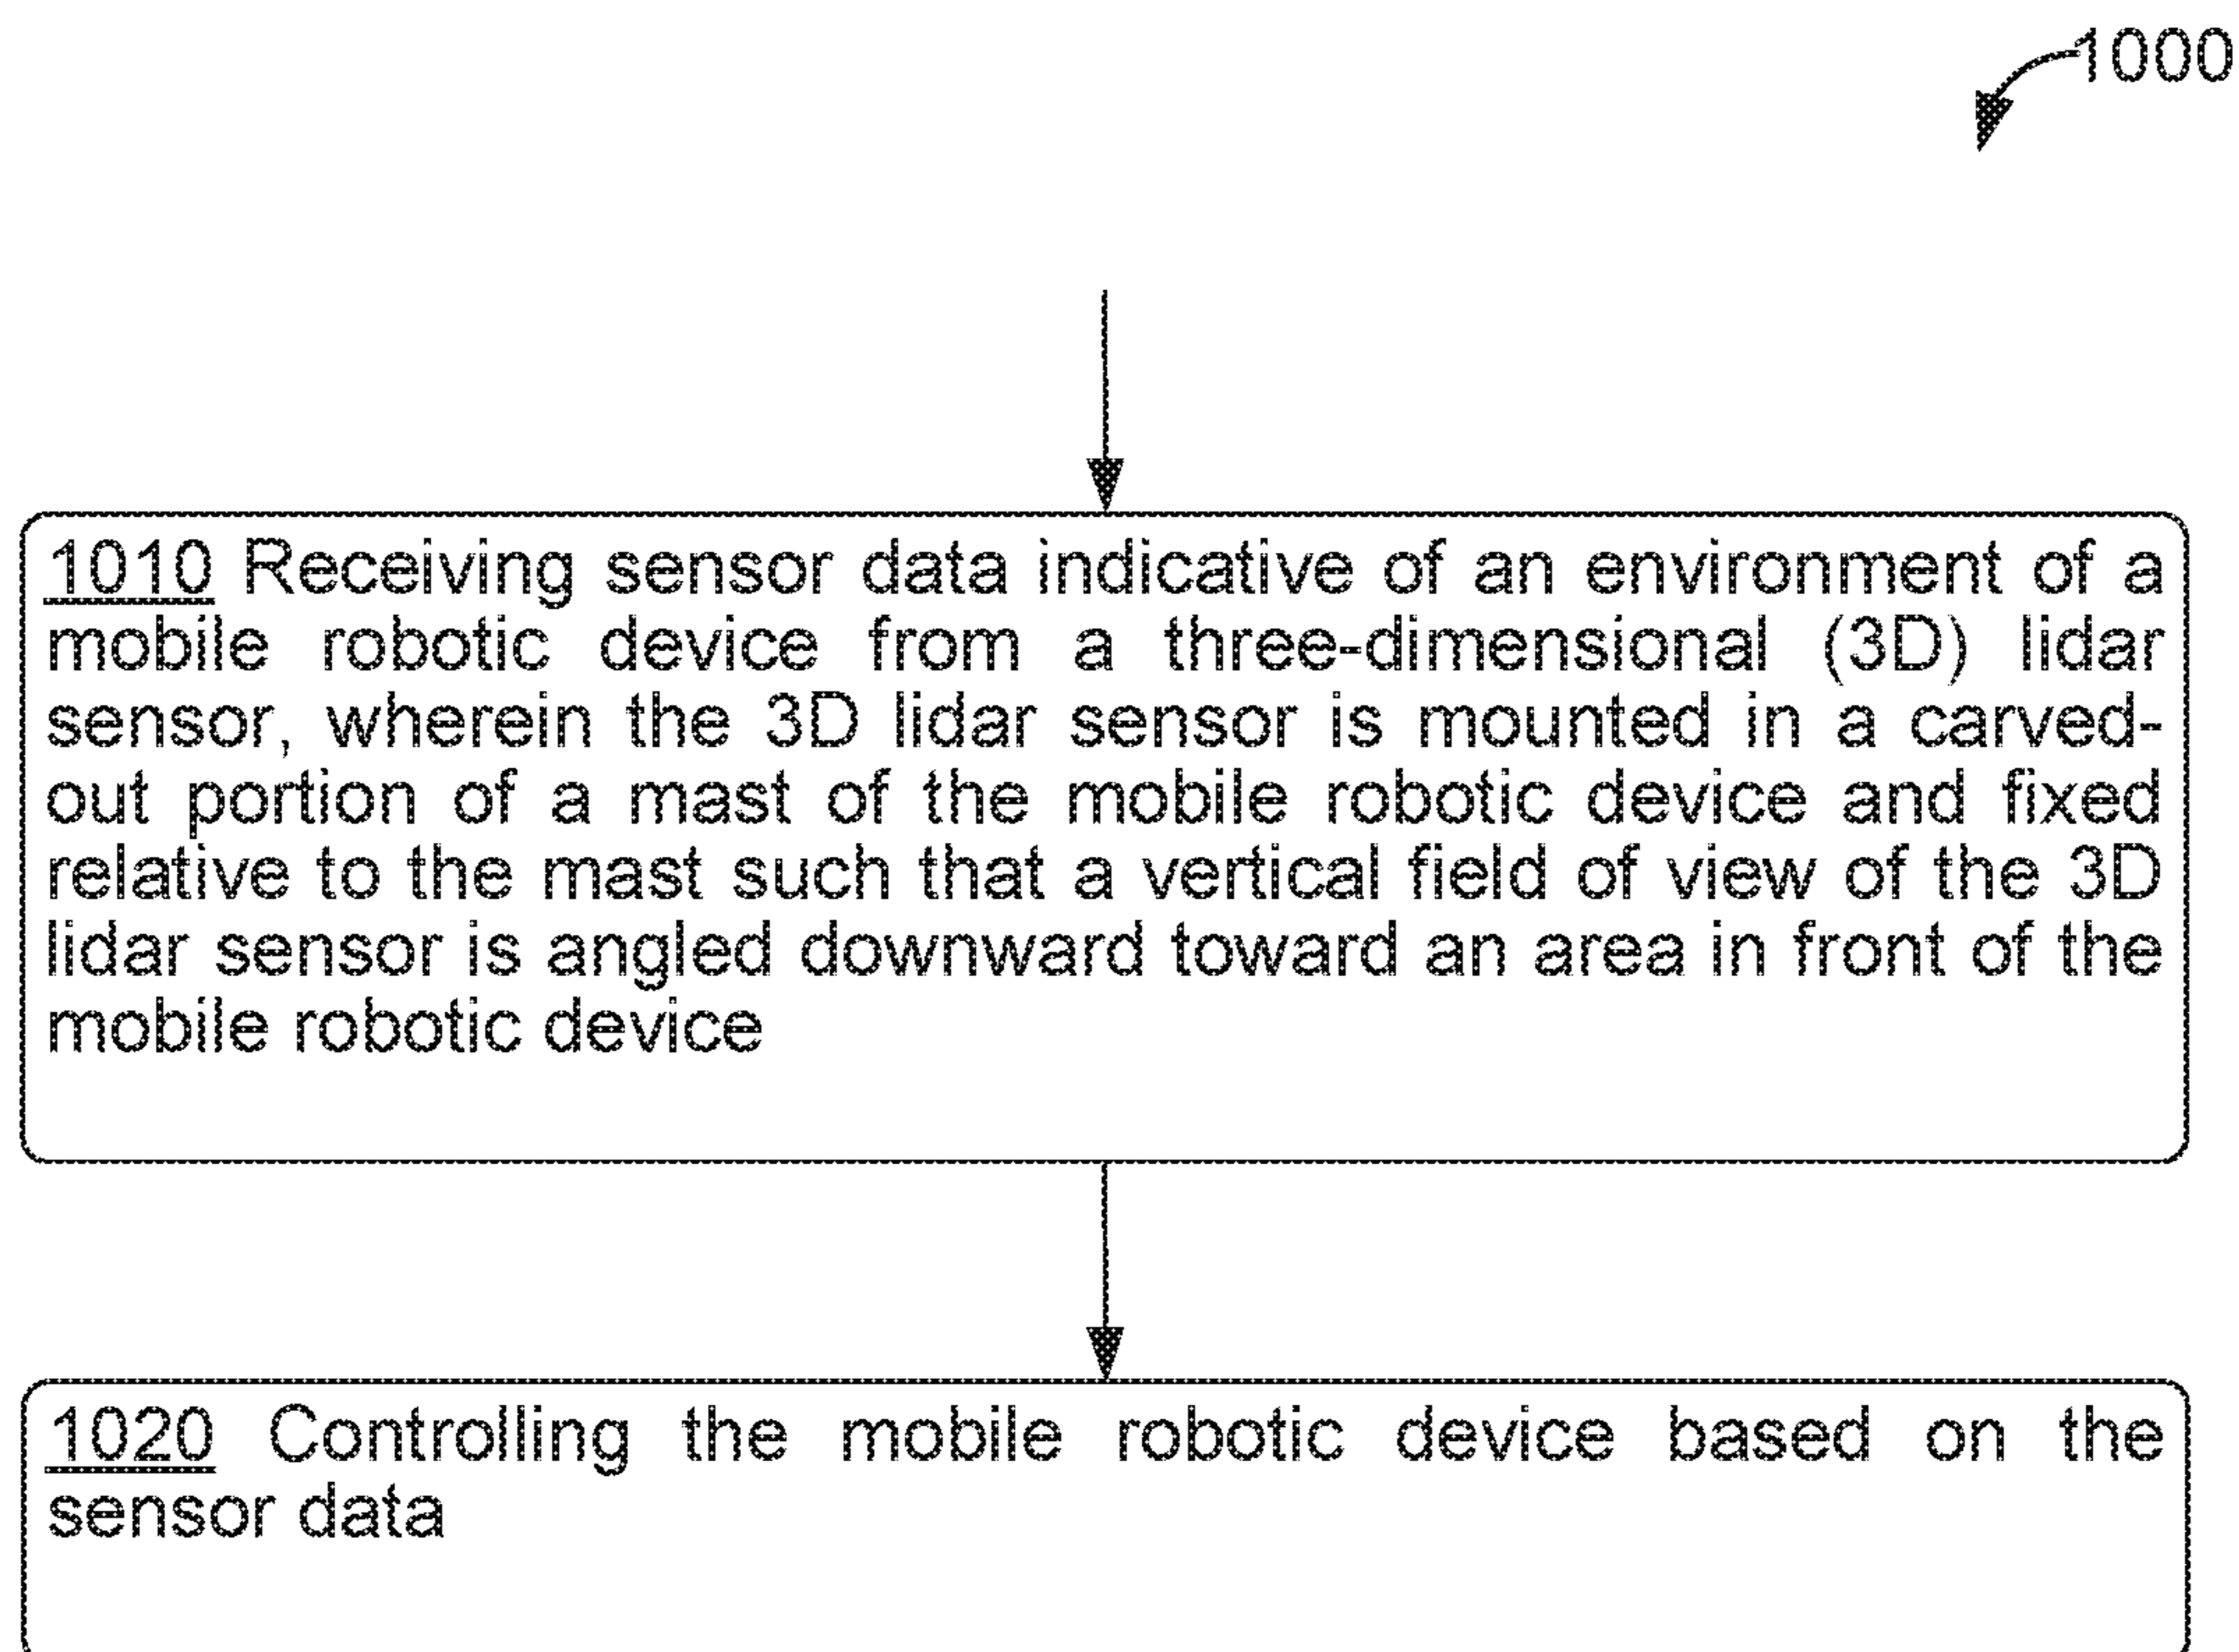 1000
1010 Receiving sensor data indicative of an environment of a
mobile robotic device from a three-dimensional (3D) lidar
sensor, wherein the 3D lidar sensor is mounted in a carved-
out portion of a mast of the mobile robotic device and fixed
relative to the mast such that a vertical field of view of the 3D
lidar sensor is angled downward toward an area in front of the
mobile robotic device
1020 Controlling the mobile robotic device based on the
sensor data